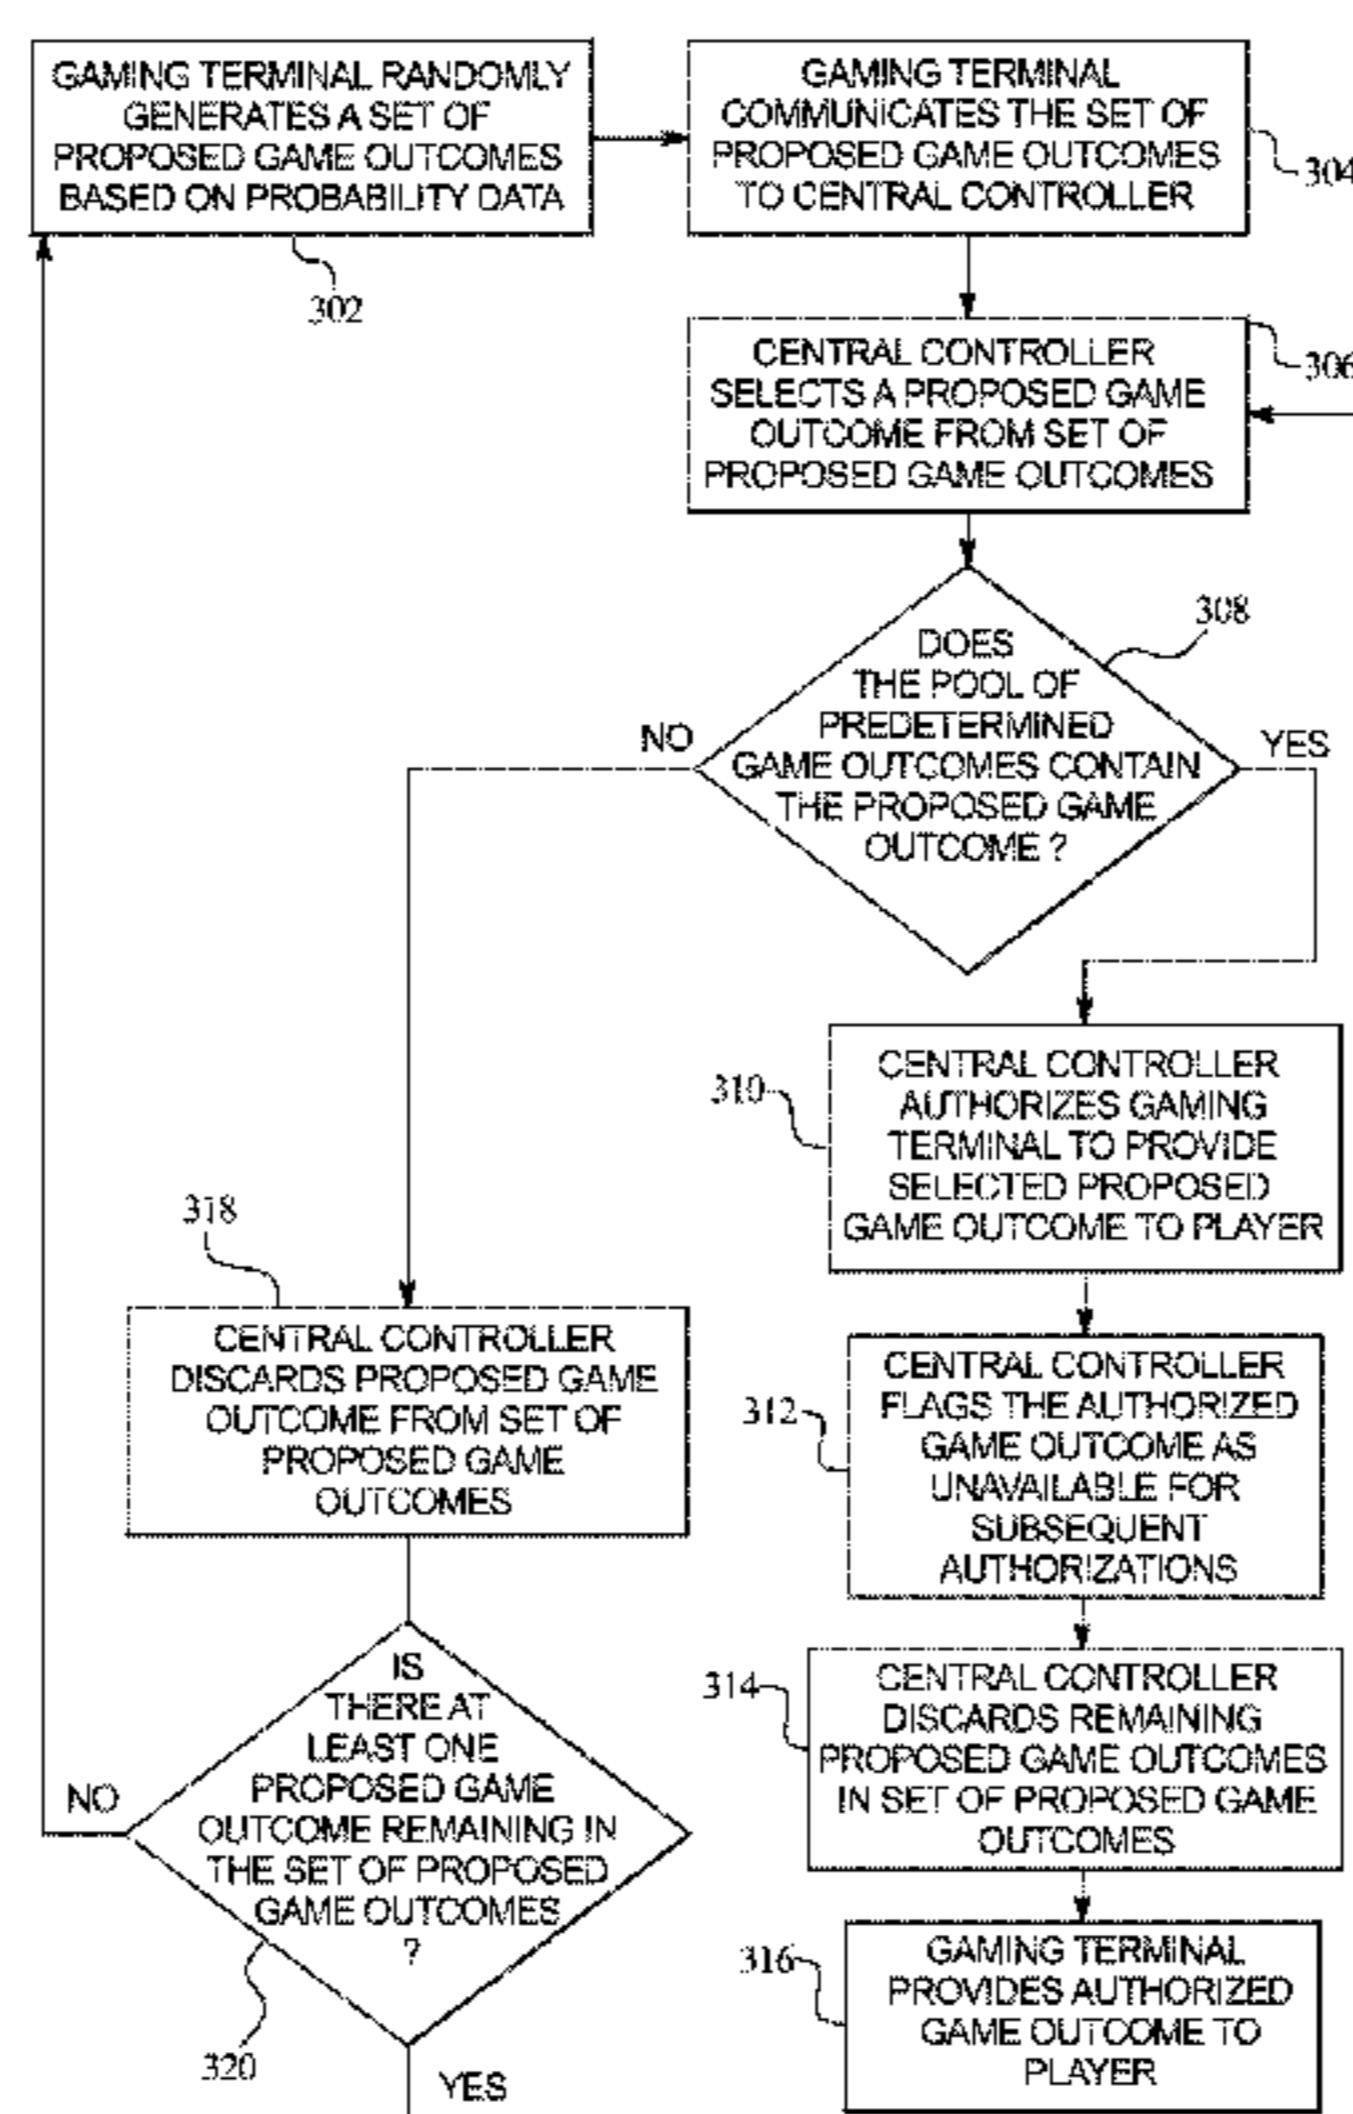 GAMING TERMINAL RANDOMLY
GENERATES A SET OF
PROPOSED GAME OUTCOMES
BASED ON PROBABILITY DATA
302
GAMING TERMINAL
COMMUNICATES THE SET OF
PROPOSED GAME OUTCOMES
TO CENTRAL CONTROLLER
304
CENTRAL CONTROLLER
SELECTS A PROPOSED GAME
OUTCOME FROM SET OF
PROPOSED GAME OUTCOMES
306
DOES
THE POOL OF
PREDETERMINED
GAME OUTCOMES CONTAIN
THE PROPOSED GAME
OUTCOME ?
308
NO
YES
CENTRAL CONTROLLER
AUTHORIZES GAMING
TERMINAL TO PROVIDE
SELECTED PROPOSED
GAME OUTCOME TO PLAYER
310
CENTRAL CONTROLLER
FLAGS THE AUTHORIZED
GAME OUTCOME AS
UNAVAILABLE FOR
SUBSEQUENT
AUTHORIZATIONS
312
CENTRAL CONTROLLER
DISCARDS REMAINING
PROPOSED GAME OUTCOMES
IN SET OF PROPOSED GAME
OUTCOMES
314
GAMING TERMINAL
PROVIDES AUTHORIZED
GAME OUTCOME TO
PLAYER
316
318
CENTRAL CONTROLLER
DISCARDS PROPOSED GAME
OUTCOME FROM SET OF
PROPOSED GAME
OUTCOMES
IS
THERE AT
LEAST ONE
PROPOSED GAME
OUTCOME REMAINING IN
THE SET OF PROPOSED
GAME OUTCOMES
?
NO
320
YES